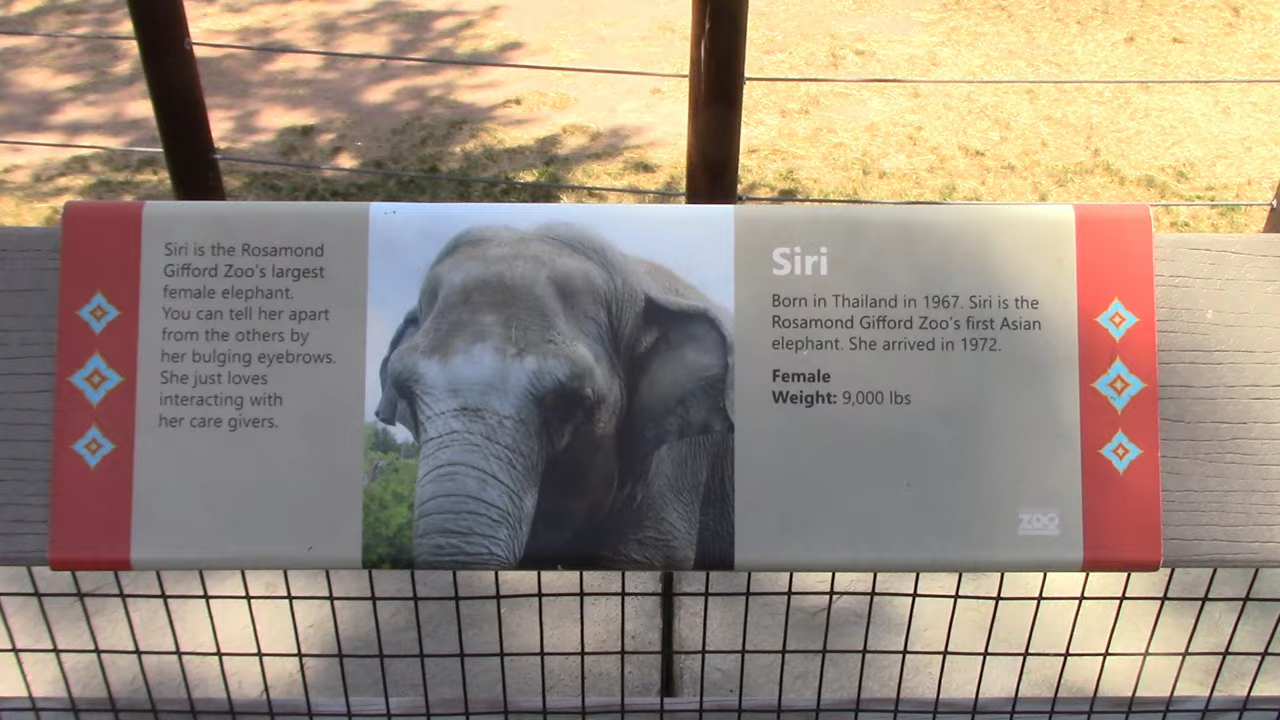 Siri is the Rosamond
Gifford Zoo's largest
female elephant.
You can tell her apart
from the others by
her bulging eyebrows.
She just loves
interacting with
her care givers.
Siri
Born in Thailand in 1967. Siri is the
Rosamond Gifford Zoo's first Asian
elephant. She arrived in 1972.
Female
Weight: 9,000 lbs
ZOO